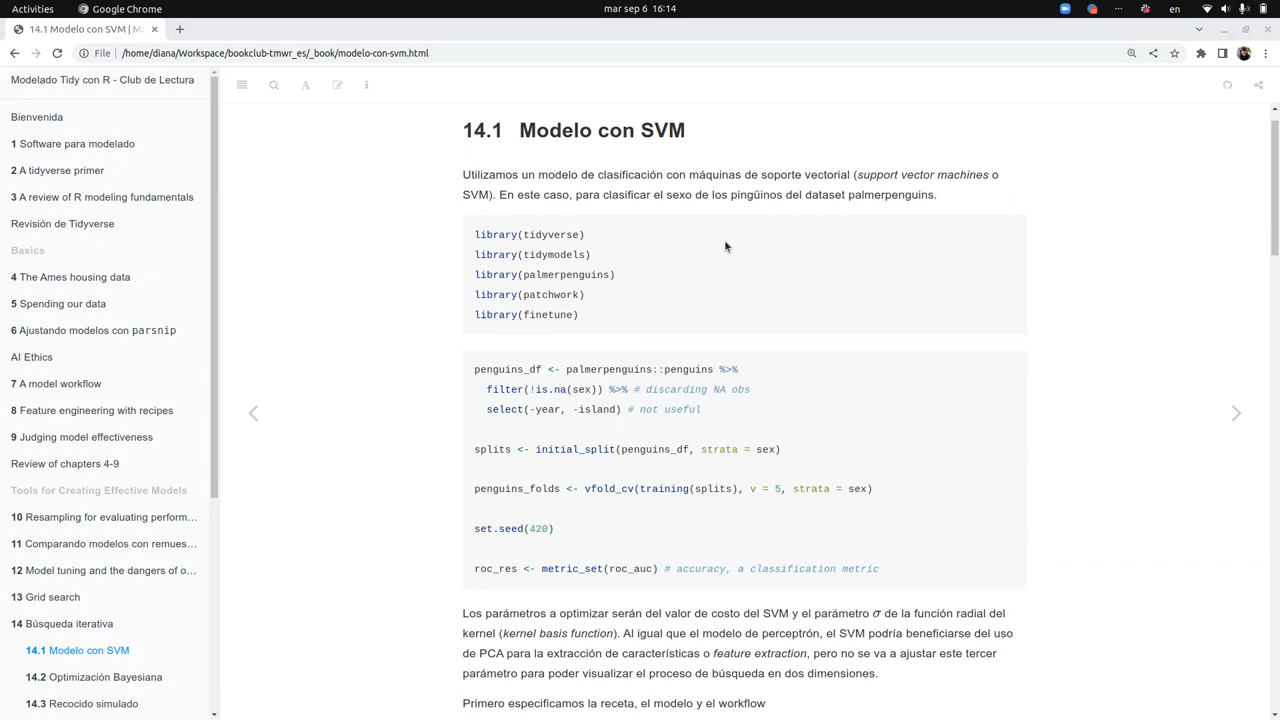 Activities
Google Chrome
mar sep 6 16:14
en
14.1 Modelo con SVM | Mo
File
/home/diana/Workspace/bookclub-tmwr_es/_book/modelo-con-svm.html
Modelado Tidy con R - Club de Lectura
Bienvenida
1 Software para modelado
2 A tidyverse primer
3 A review of R modeling fundamentals
Revisión de Tidyverse
Basics
4 The Ames housing data
5 Spending our data
6 Ajustando modelos con parsnip
AI Ethics
7 A model workflow
8 Feature engineering with recipes
9 Judging model effectiveness
Review of chapters 4-9
Tools for Creating Effective Models
10 Resampling for evaluating perform…
11 Comparando modelos con remues…
12 Model tuning and the dangers of o…
13 Grid search
14 Búsqueda iterativa
14.1 Modelo con SVM
14.2 Optimización Bayesiana
14.3 Recocido simulado
14.1 Modelo con SVM
Utilizamos un modelo de clasificación con máquinas de soporte vectorial (support vector machines o
SVM). En este caso, para clasificar el sexo de los pingüinos del dataset palmerpenguins.
library(tidyverse)
library(tidymodels)
library(palmerpenguins)
library(patchwork)
library(finetune)
penguins_df <- palmerpenguins::penguins %>%
filter(!is.na(sex)) %>% # discarding NA obs
select(-year, -island) # not useful
splits <- initial_split(penguins_df, strata = sex)
penguins_folds <- vfold_cv(training(splits), v = 5, strata = sex)
set.seed(420)
roc_res <- metric_set(roc_auc) # accuracy, a classification metric
Los parámetros a optimizar serán del valor de costo del SVM y el parámetro σ de la función radial del
kernel (kernel basis function). Al igual que el modelo de perceptrón, el SVM podría beneficiarse del uso
de PCA para la extracción de características o feature extraction, pero no se va a ajustar este tercer
parámetro para poder visualizar el proceso de búsqueda en dos dimensiones.
Primero especificamos la receta, el modelo y el workflow